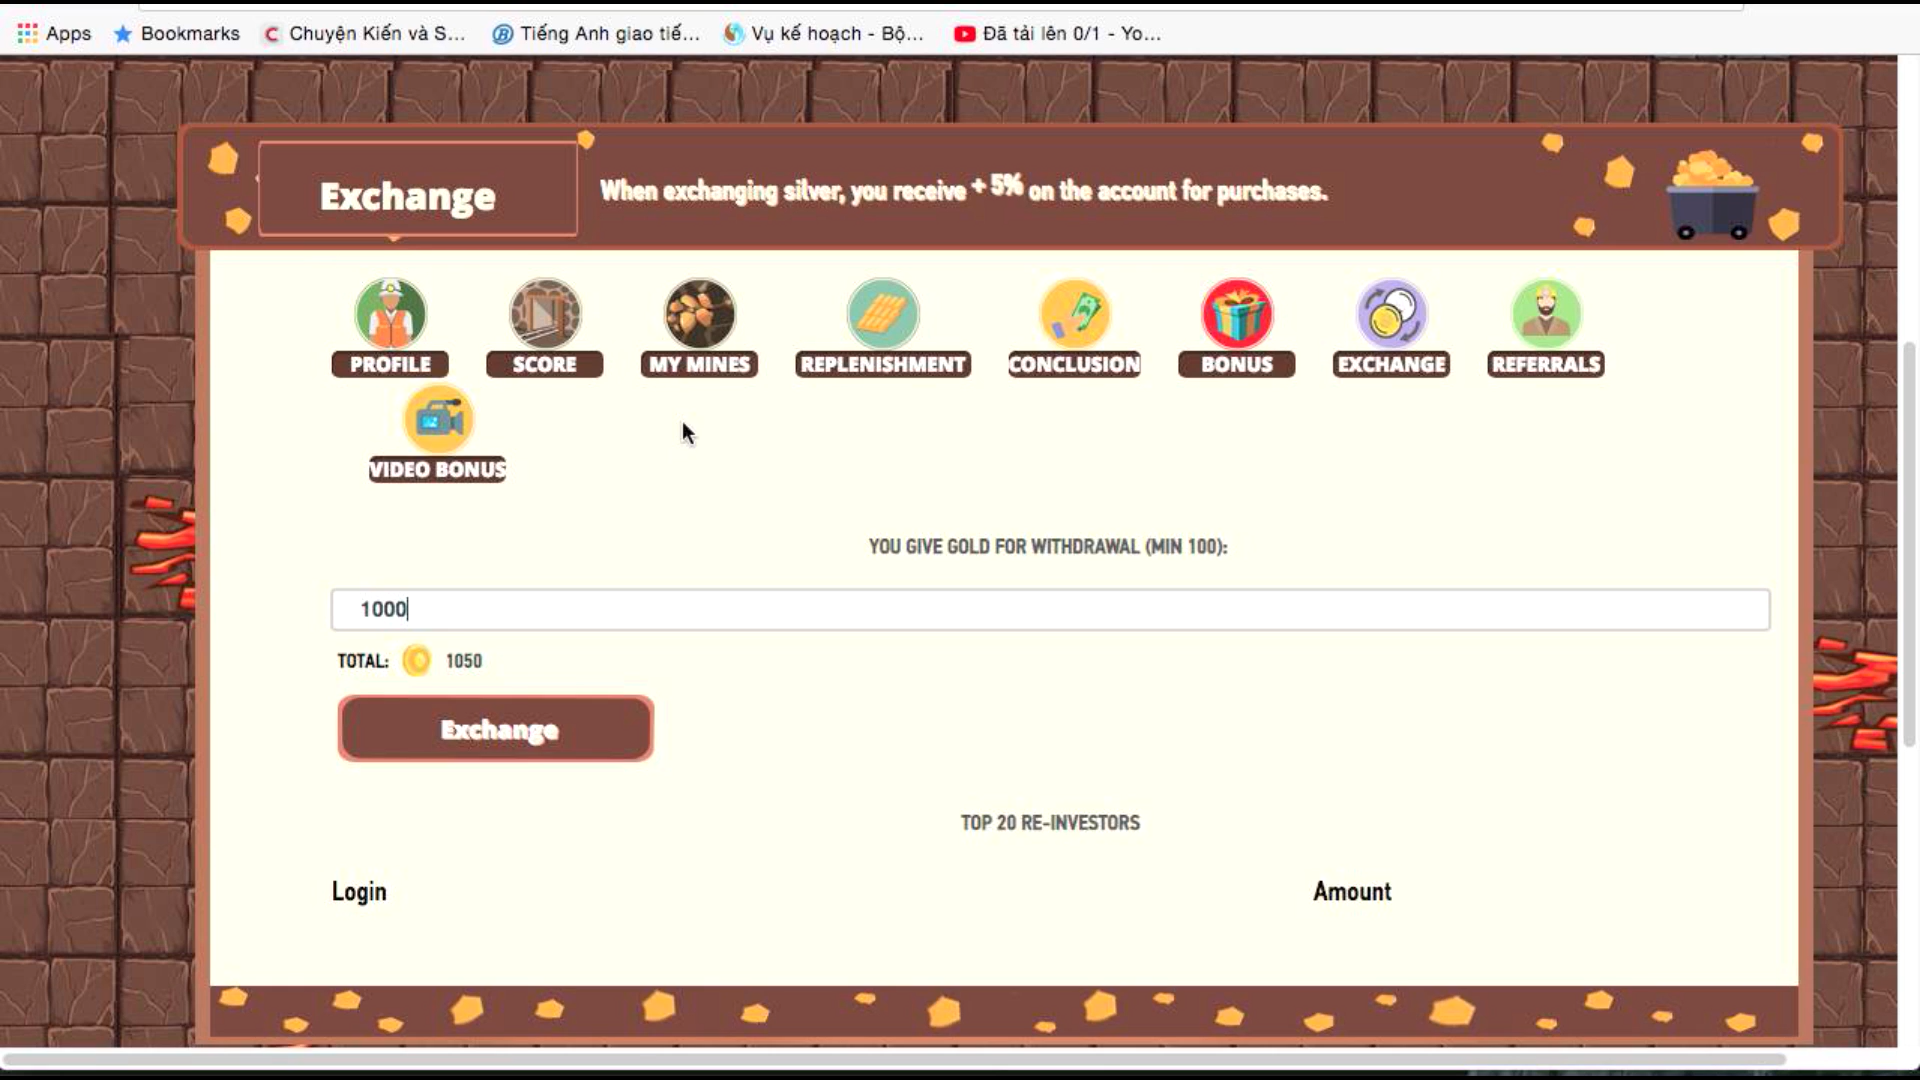 Apps Bookmarks Chuyện Kiến và S... Tiếng Anh giao tiế... Vụ kế hoạch - Bộ... Đã tải lên 0/1 - Yo...
Exchange
When exchanging silver, you receive + 5% on the account for purchases.
PROFILE SCORE MY MINES REPLENISHMENT CONCLUSION BONUS EXCHANGE REFERRALS
VIDEO BONUS
YOU GIVE GOLD FOR WITHDRAWAL (MIN 100):
1000
TOTAL: 1050
Exchange
TOP 20 RE-INVESTORS
Login Amount